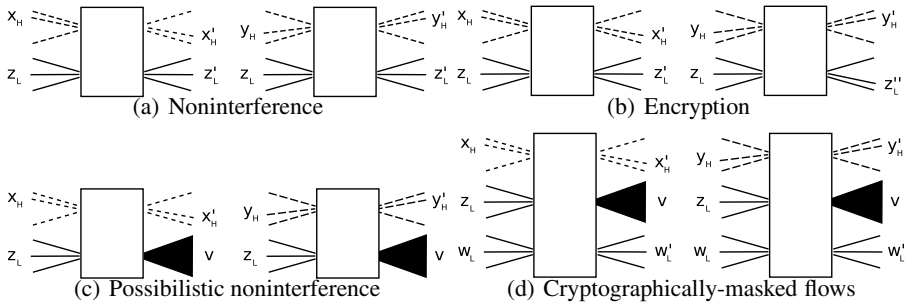 x_H x'_H y_H y'_H x_H x'_H y_H y'_H
z_L z'_L z_L z'_L z_L z'_L z_L z''_L
(a) Noninterference (b) Encryption
x_H x'_H y_H y'_H x_H x'_H y_H y'_H
z_L v z_L v z_L v z_L v
w_L w'_L w_L w'_L
(c) Possibilistic noninterference (d) Cryptographically-masked flows